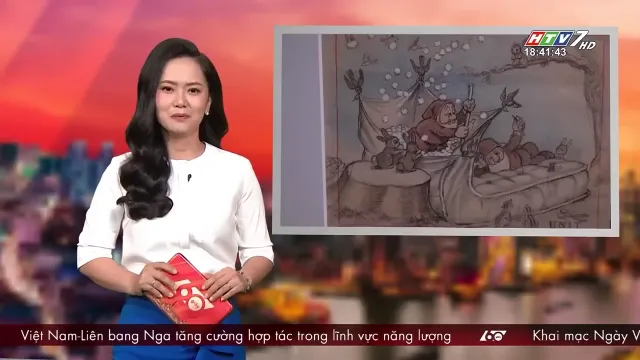 HTV7 HD
18:41:43
Việt Nam-Liên bang Nga tăng cường hợp tác trong lĩnh vực năng lượng
60
Khai mạc Ngày V